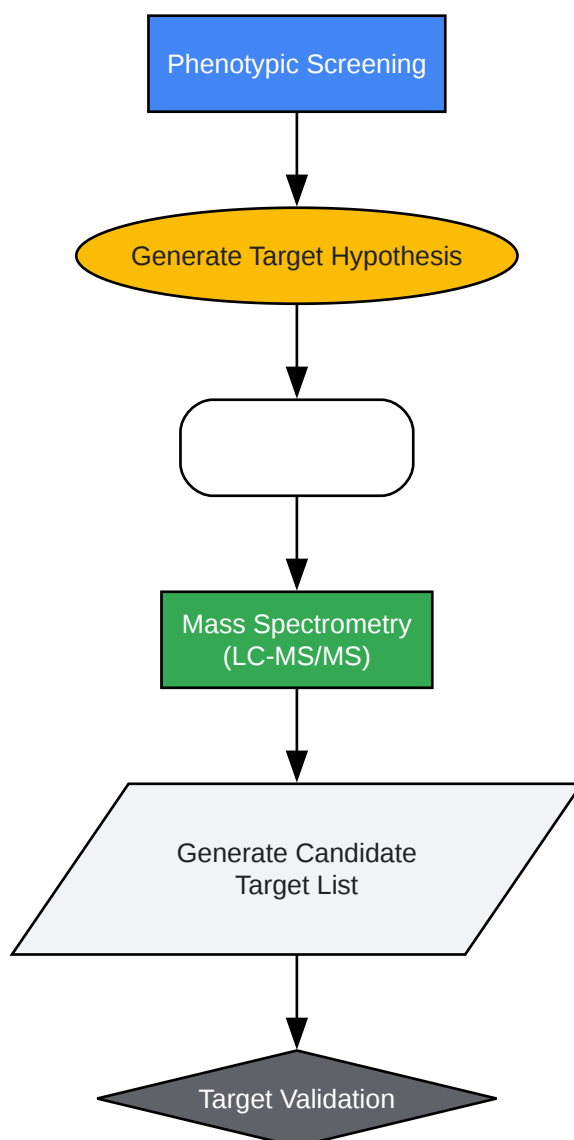 Phenotypic Screening
Generate Target Hypothesis
Mass Spectrometry
(LC-MS/MS)
Generate Candidate
Target List
Target Validation